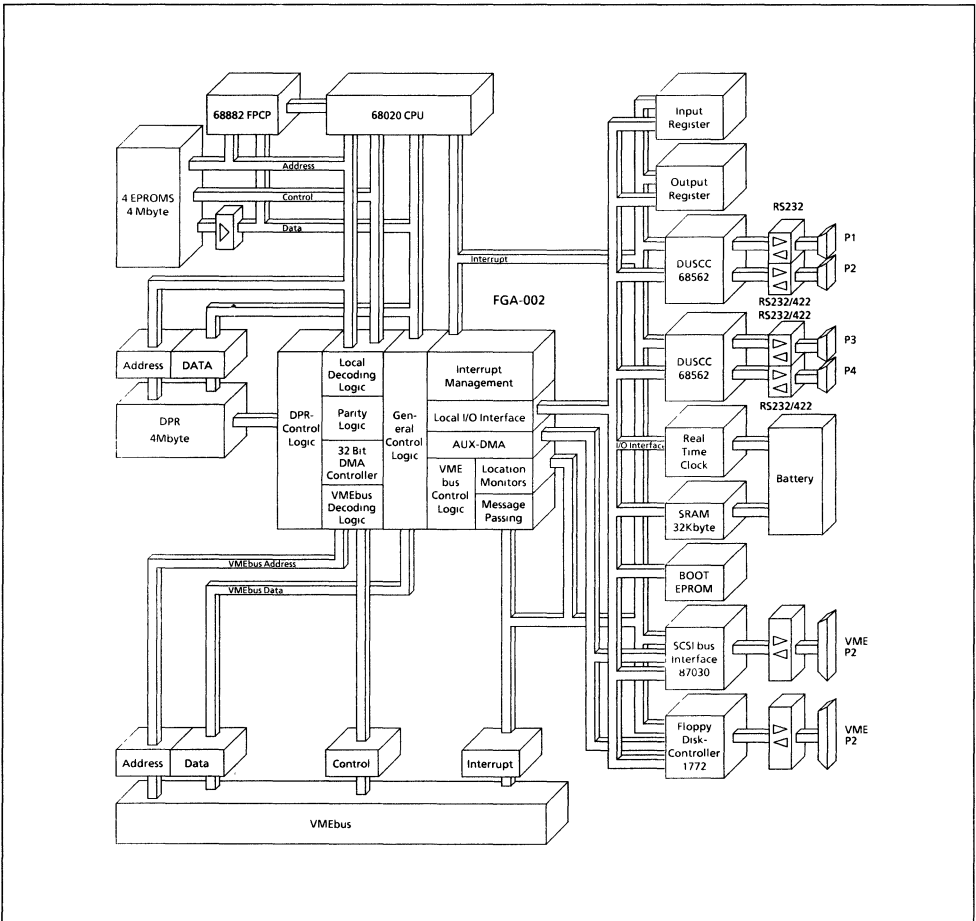 68882 FPCP
68020 CPU
Input
Register
4 EPROMS
4 Mbyte
Address
Control
Data
Output
Register
RS232
DUSCC
68562
P1
P2
Interrupt
FGA-002
RS232/422
RS232/422
Address
DATA
DPR
4Mbyte
DPR-
Control
Logic
Local
Decoding
Logic
Parity
Logic
32 Bit
DMA
Controller
VMEbus
Decoding
Logic
Gen-
eral
Control
Logic
Interrupt
Management
Local I/O Interface
AUX-DMA
VME
bus
Control
Logic
Location
Monitors
Message
Passing
DUSCC
68562
P3
P4
RS232/422
I/O Interface
Real
Time
Clock
Battery
SRAM
32Kbyte
BOOT
EPROM
VMEbus Address
VMEbus Data
SCSI bus
Interface
87030
VME
P2
Floppy
Disk-
Controller
1772
VME
P2
Address
Data
Control
Interrupt
VMEbus